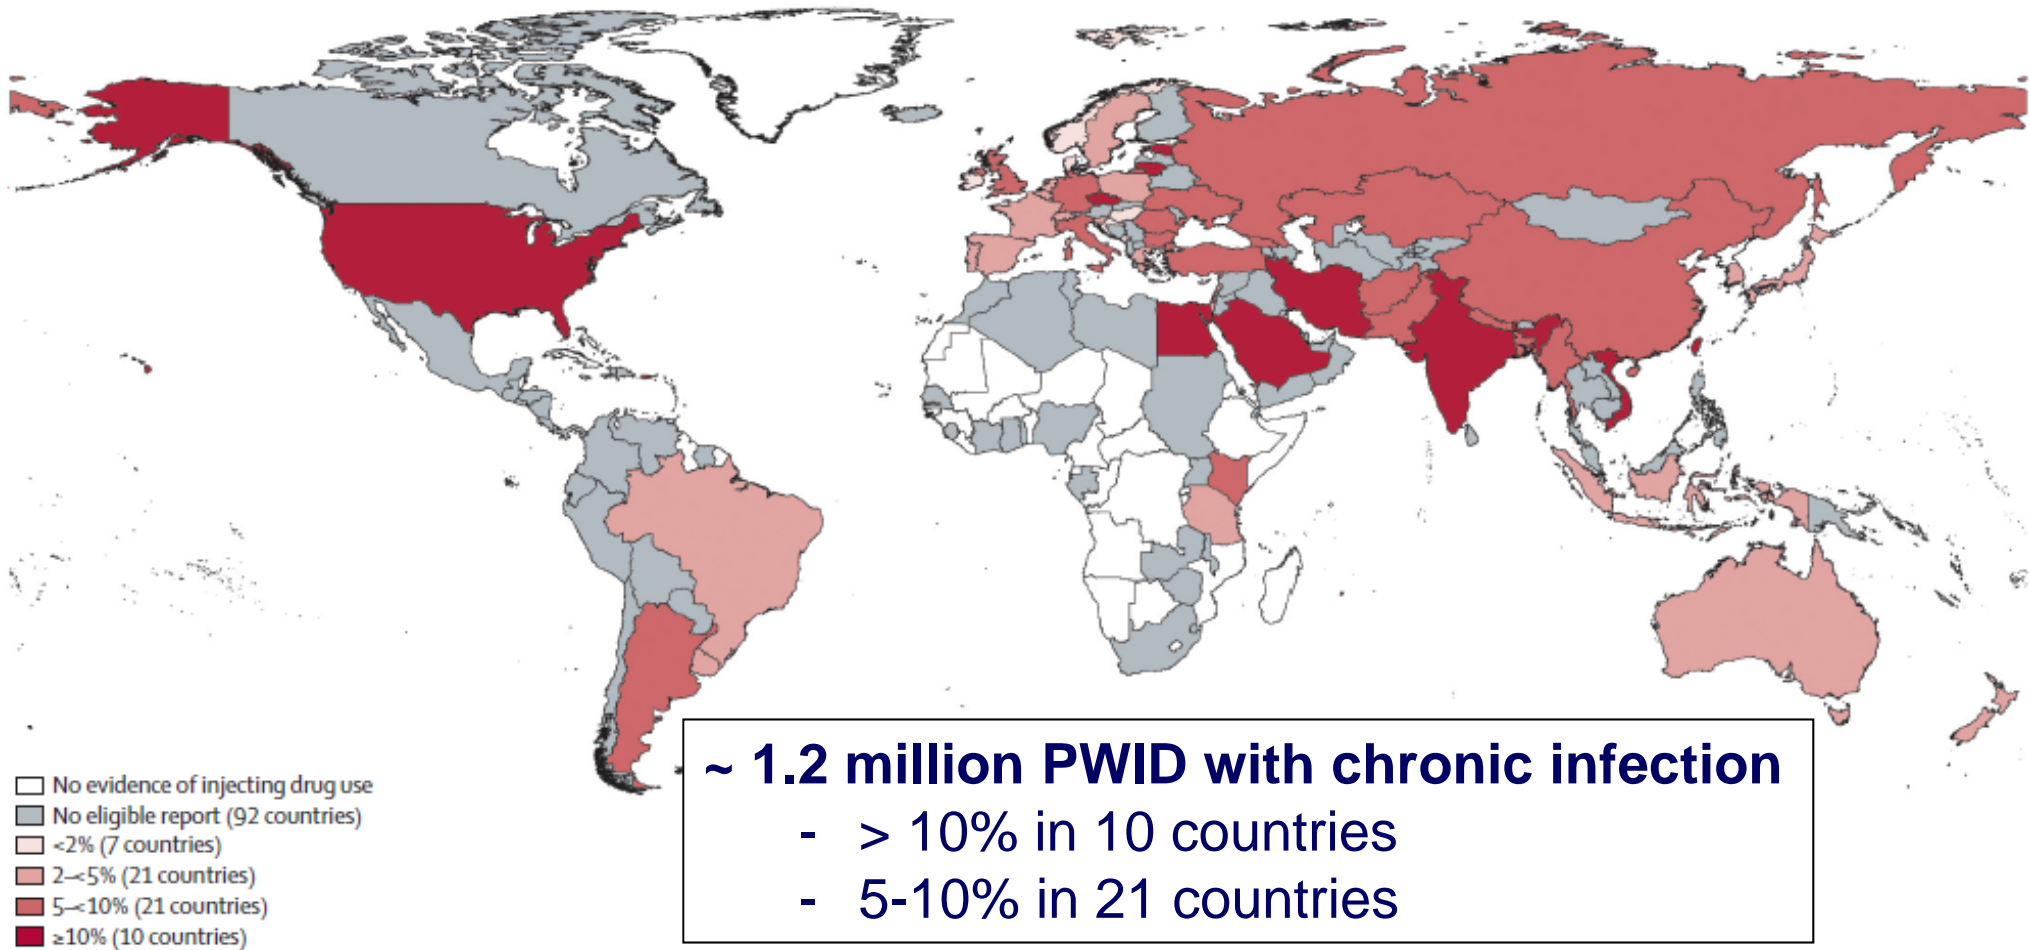 ~ 1.2 million PWID with chronic infection
- > 10% in 10 countries
- 5-10% in 21 countries
No evidence of injecting drug use
No eligible report (92 countries)
<2% (7 countries)
2–<5% (21 countries)
5–<10% (21 countries)
≥10% (10 countries)